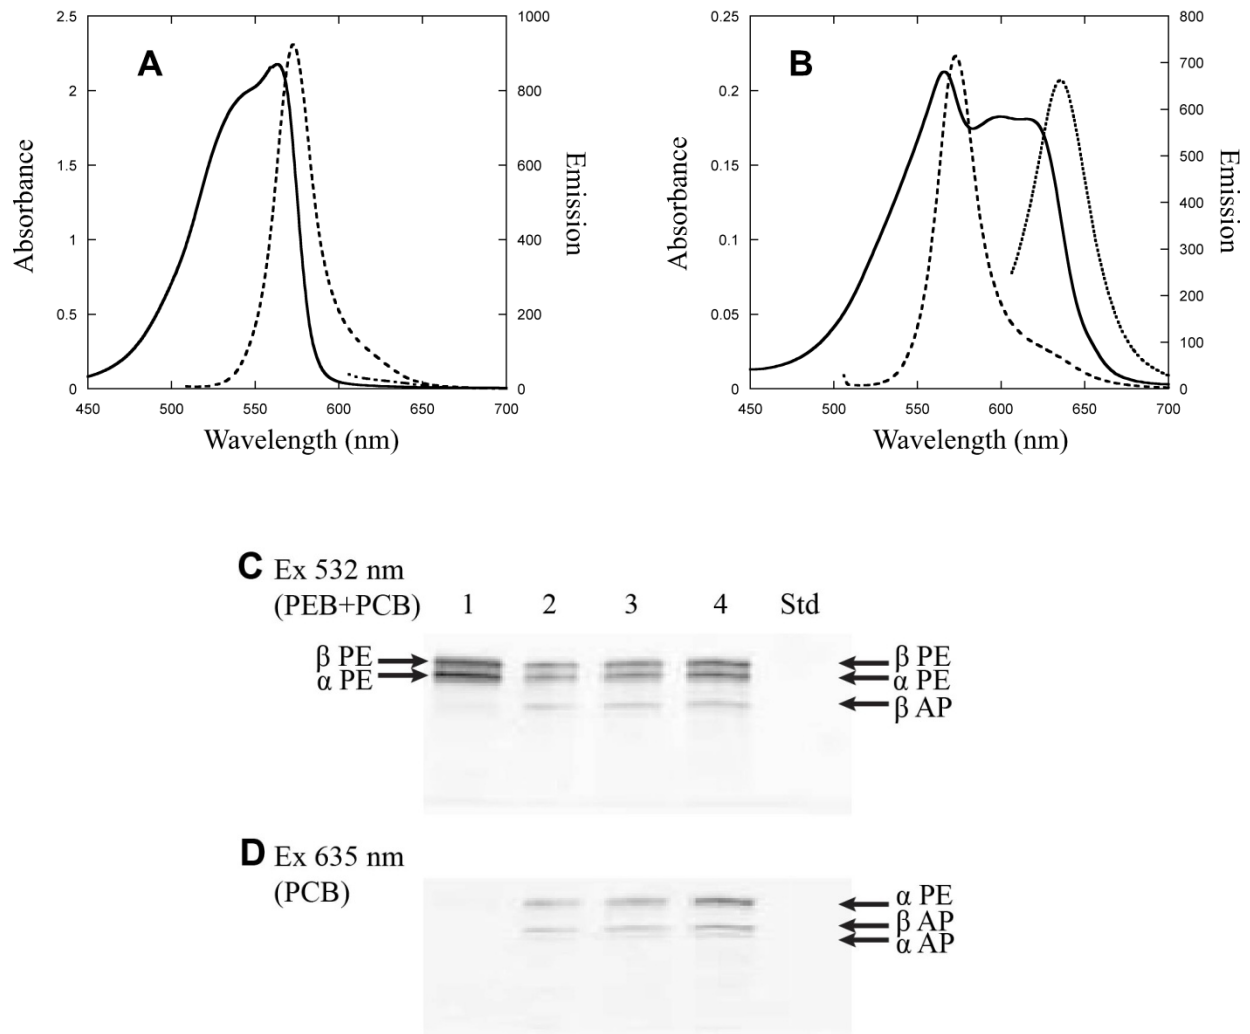 A
2.5
2
1.5
1
0.5
0
1000
800
600
400
200
0
450 500 550 600 650 700
Absorbance
Emission
Wavelength (nm)
B
0.25
0.2
0.15
0.1
0.05
0
800
700
600
500
400
300
200
100
0
450 500 550 600 650 700
Absorbance
Emission
Wavelength (nm)
C Ex 532 nm
(PEB+PCB) 1 2 3 4 Std
β PE
α PE
β PE
α PE
β AP
D Ex 635 nm
(PCB)
α PE
β AP
α AP